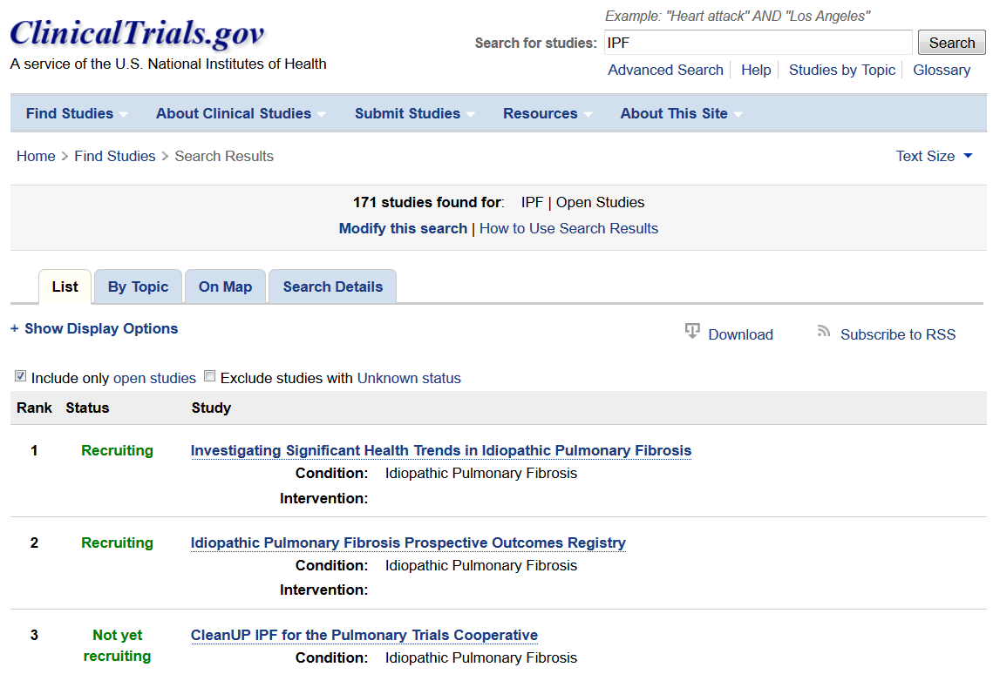 Example: "Heart attack" AND "Los Angeles"
ClinicalTrials.gov
Search for studies: IPF Search
A service of the U.S. National Institutes of Health
Advanced Search Help Studies by Topic Glossary
Find Studies About Clinical Studies Submit Studies Resources About This Site
Home > Find Studies > Search Results Text Size
171 studies found for: IPF | Open Studies
Modify this search | How to Use Search Results
List By Topic On Map Search Details
+ Show Display Options
Download Subscribe to RSS
Include only open studies Exclude studies with Unknown status
Rank Status Study
1 Recruiting Investigating Significant Health Trends in Idiopathic Pulmonary Fibrosis
Condition: Idiopathic Pulmonary Fibrosis
Intervention:
2 Recruiting Idiopathic Pulmonary Fibrosis Prospective Outcomes Registry
Condition: Idiopathic Pulmonary Fibrosis
Intervention:
3 Not yet recruiting CleanUP IPF for the Pulmonary Trials Cooperative
Condition: Idiopathic Pulmonary Fibrosis